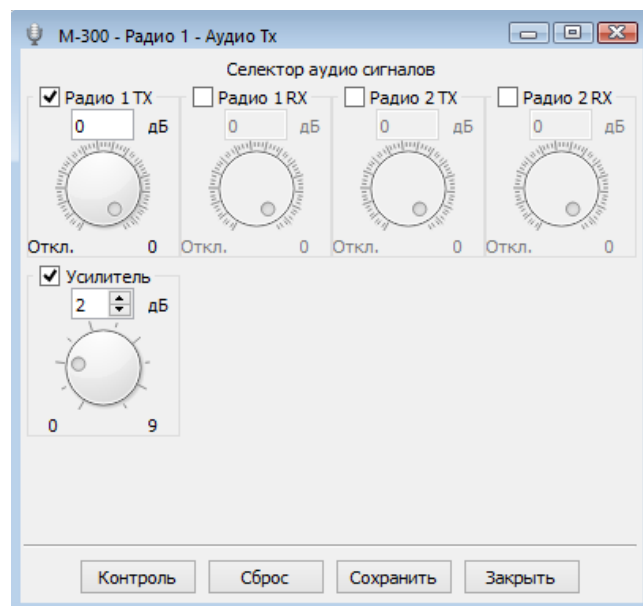 М-300 - Радио 1 - Аудио Tx
Селектор аудио сигналов
Радио 1 TX Радио 1 RX Радио 2 TX Радио 2 RX
0 дБ 0 дБ 0 дБ 0 дБ
Откл. 0 Откл. 0 Откл. 0 Откл. 0
Усилитель
2 дБ
0 9
Контроль Сброс Сохранить Закрыть